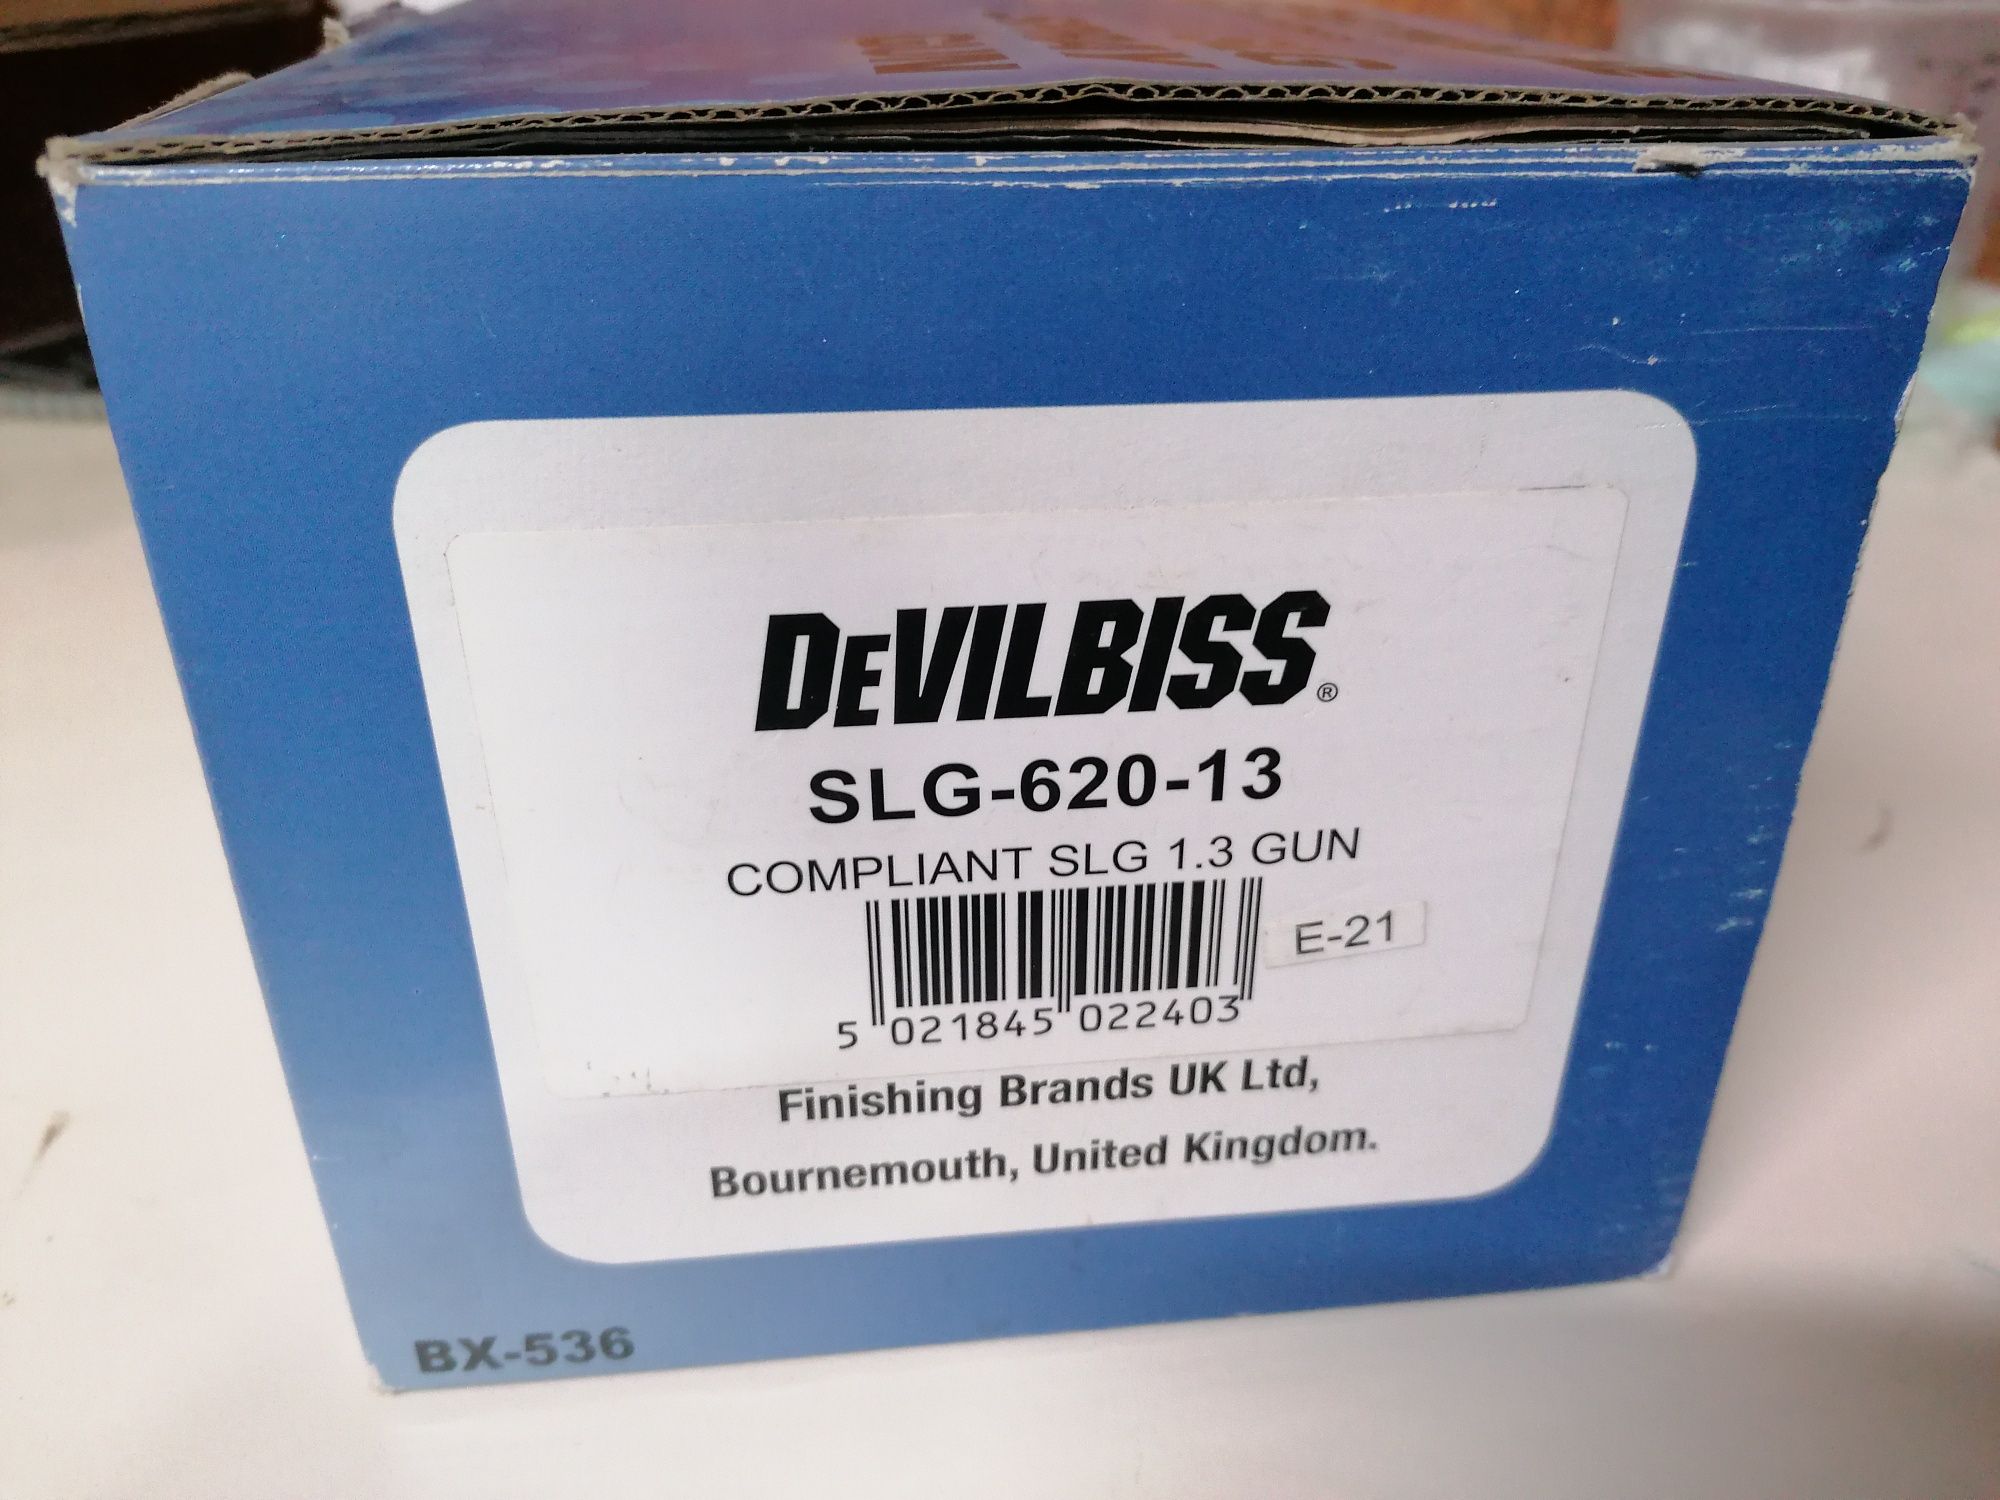 DeVILBISS®
SLG-620-13
COMPLIANT SLG 1.3 GUN
E-21
5 021845 022403
Finishing Brands UK Ltd,
Bournemouth, United Kingdom.
BX-536